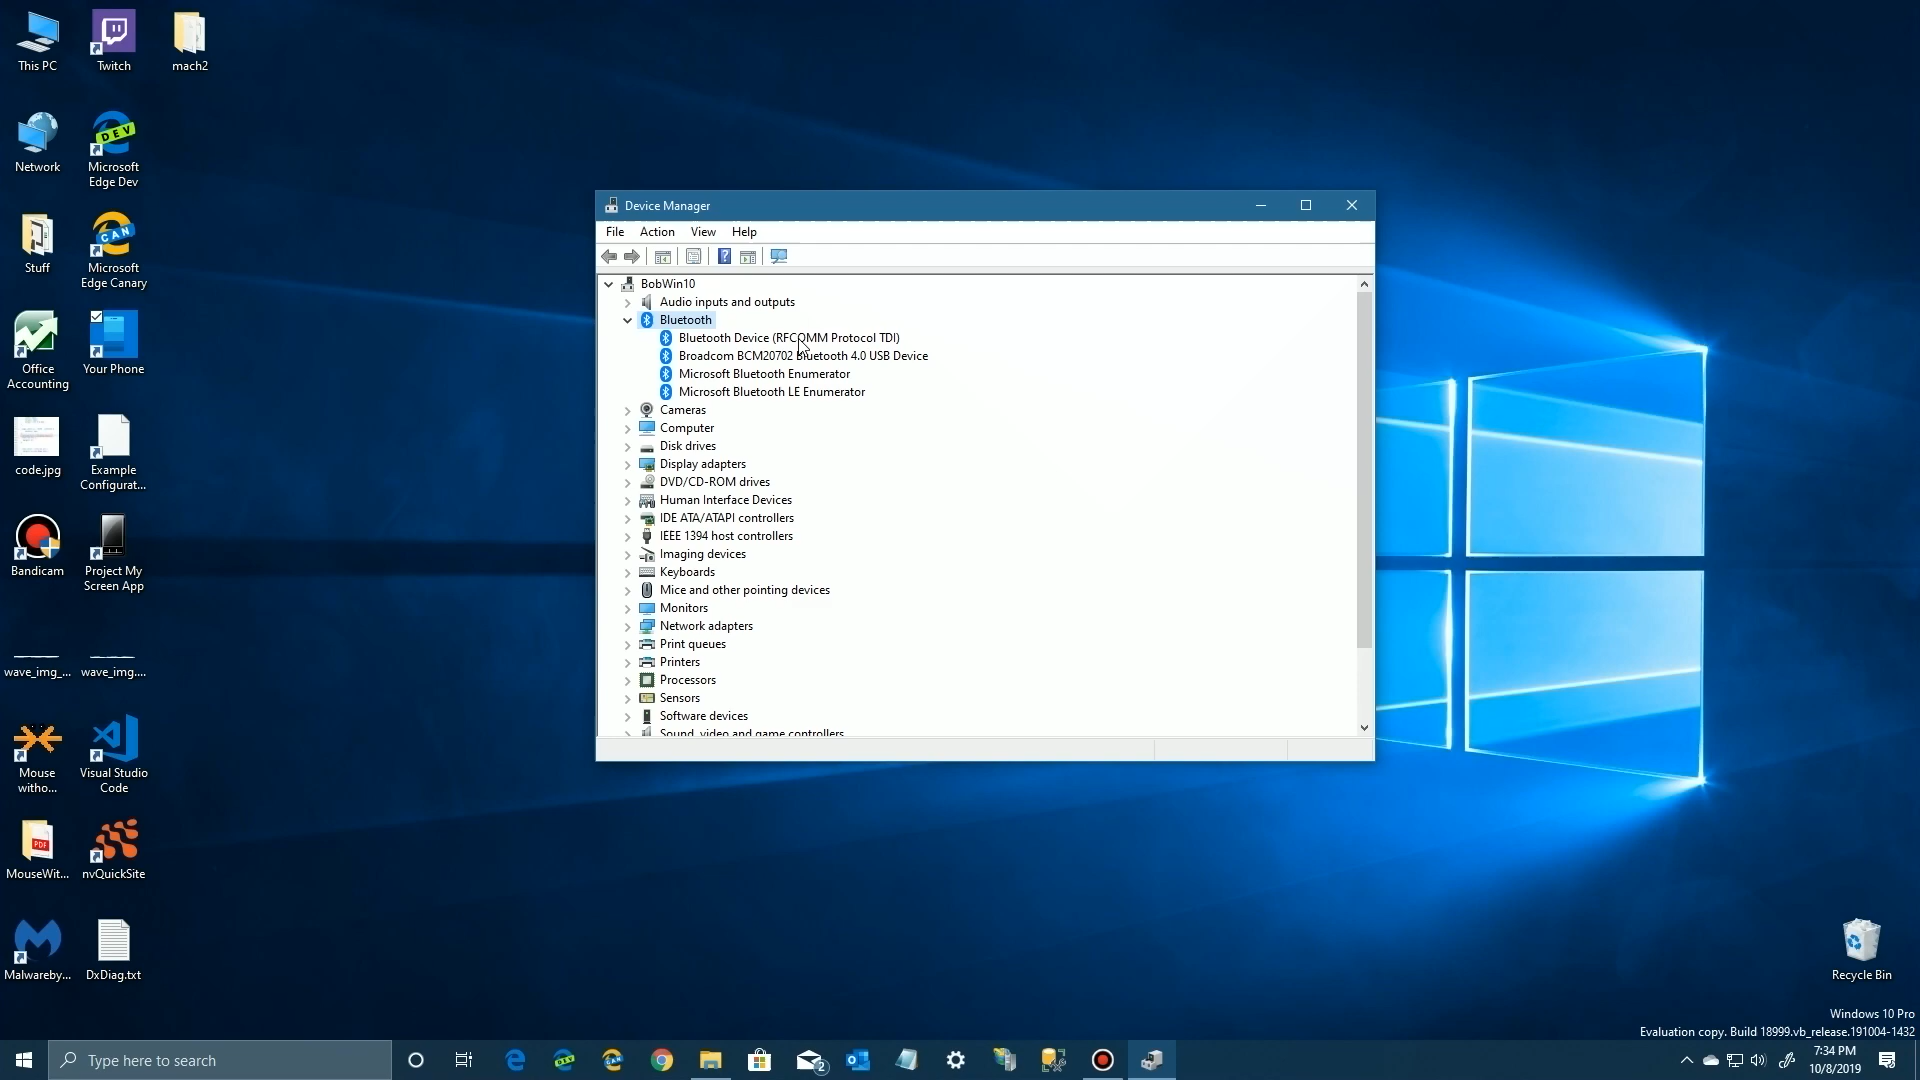 This PC
Twitch
mach2
Network
DEV
Microsoft
Edge Dev
Stuff
CAN
Microsoft
Edge Canary
Office
Accounting
Your Phone
code.jpg
Example
Configurat...
Bandicam
Project My
Screen App
wave_img_...
wave_img....
Mouse
witho...
Visual Studio
Code
PDF
MouseWit...
nvQuickSite
Malwareby...
DxDiag.txt
Device Manager
File Action View Help
BobWin10
Audio inputs and outputs
Bluetooth
Bluetooth Device (RFCOMM Protocol TDI)
Broadcom BCM20702 Bluetooth 4.0 USB Device
Microsoft Bluetooth Enumerator
Microsoft Bluetooth LE Enumerator
Cameras
Computer
Disk drives
Display adapters
DVD/CD-ROM drives
Human Interface Devices
IDE ATA/ATAPI controllers
IEEE 1394 host controllers
Imaging devices
Keyboards
Mice and other pointing devices
Monitors
Network adapters
Print queues
Printers
Processors
Sensors
Software devices
Sound, video and game controllers
Recycle Bin
Windows 10 Pro
Evaluation copy. Build 18999.vb_release.191004-1432
Type here to search
DEV
CAN
2
7:34 PM
10/8/2019